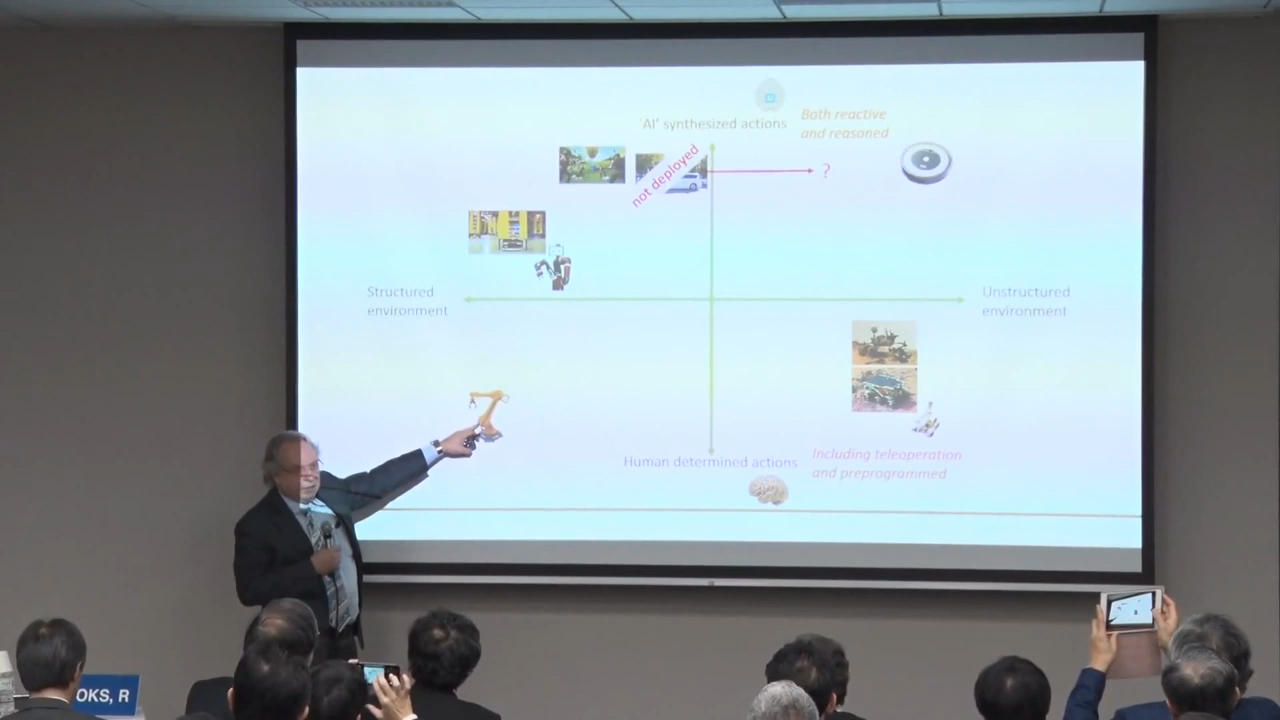 'AI' synthesized actions
Both reactive
and reasoned
not deployed
?
Structured
environment
Unstructured
environment
Human determined actions
Including teleoperation
and preprogrammed
OKS, R